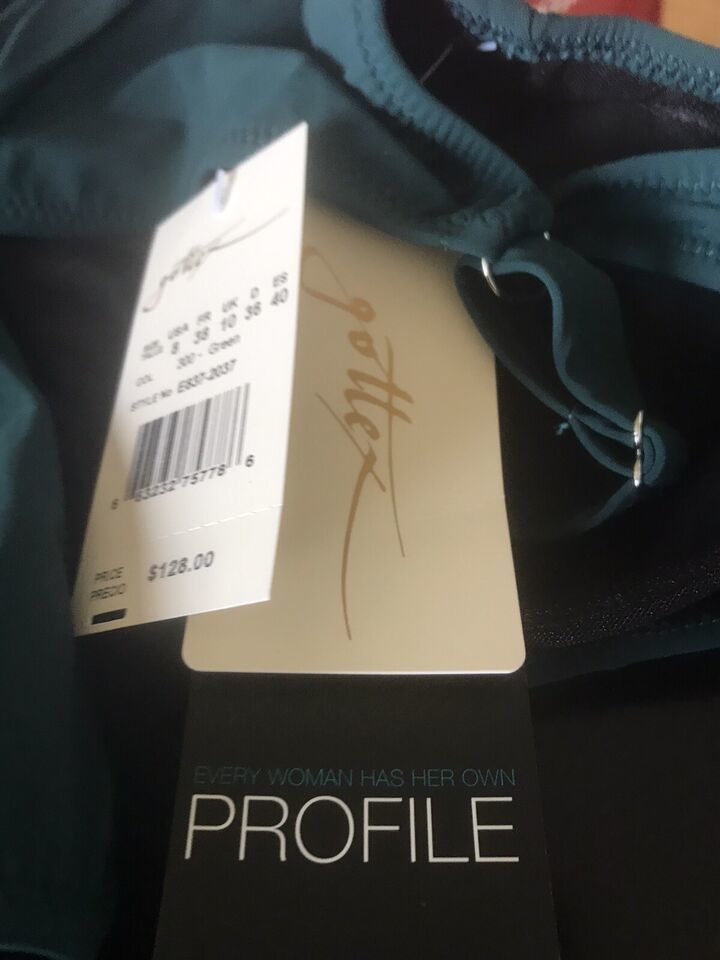 gottex
SIZE USA FR UK D ES
TALLA 8 38 10 36 40
COL 300 - Green
STYLE No E837-2037
6 53232 75778 6
PRICE
PRECIO
$128.00
gottex
EVERY WOMAN HAS HER OWN
PROFILE